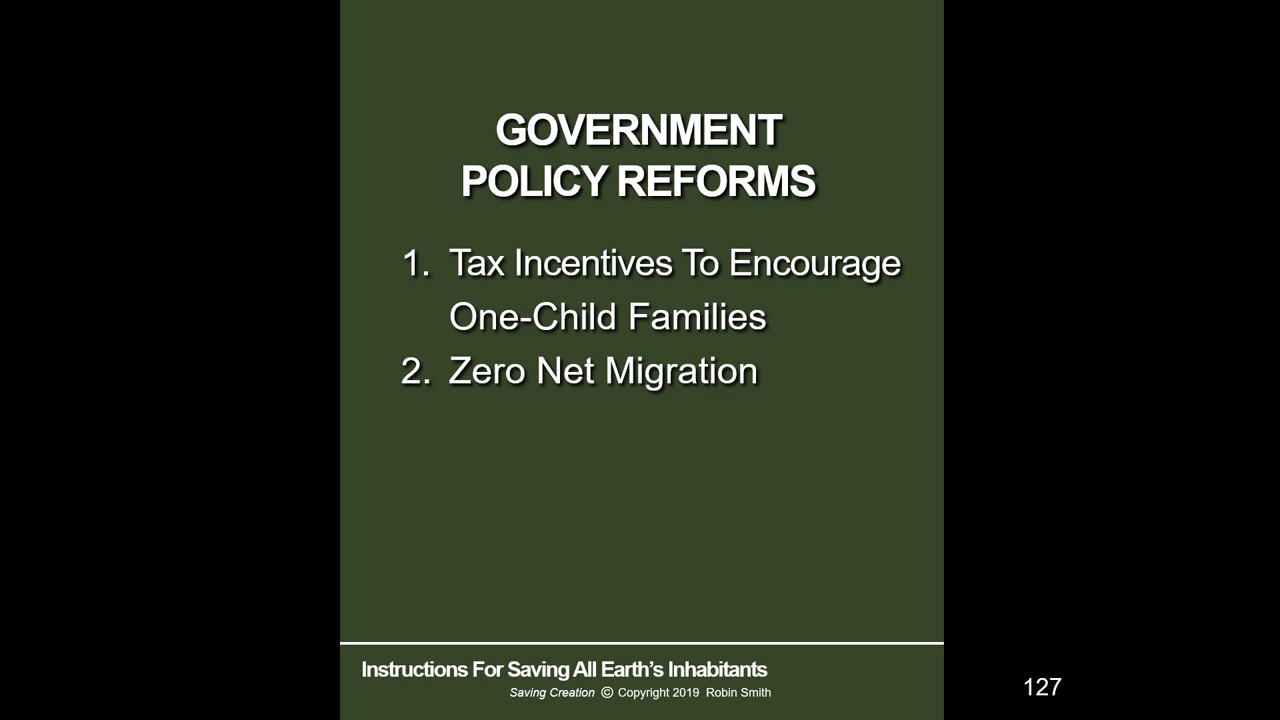 GOVERNMENT
POLICY REFORMS
1. Tax Incentives To Encourage
One-Child Families
2. Zero Net Migration
Instructions For Saving All Earth's Inhabitants
Saving Creation © Copyright 2019 Robin Smith
127